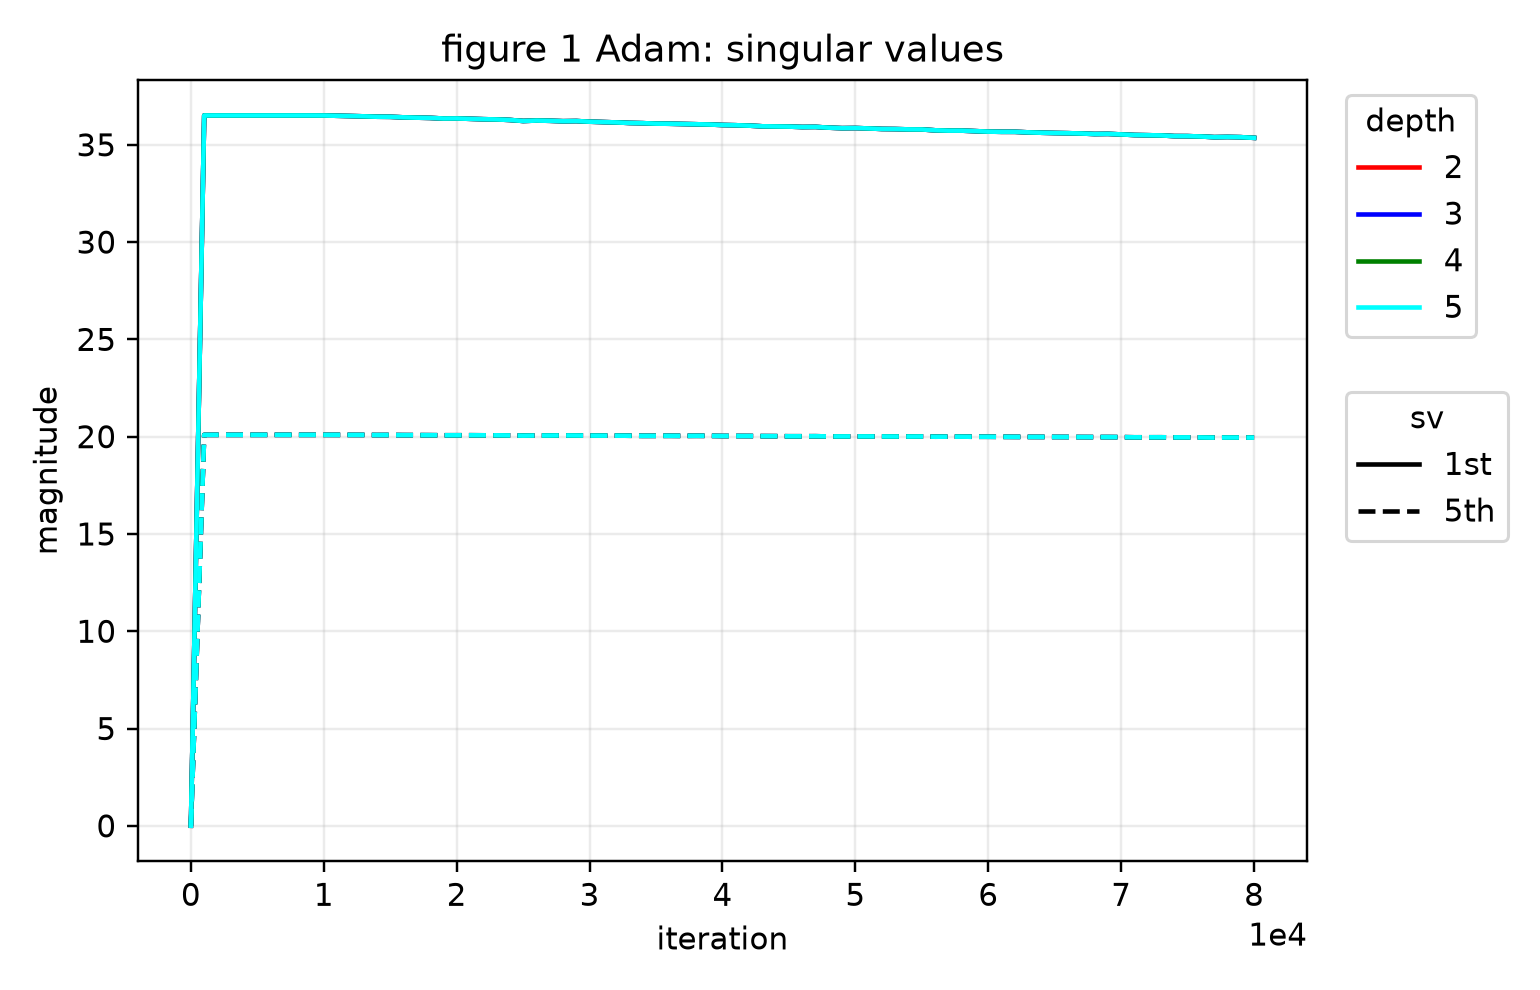 figure 1 Adam: singular values
magnitude
35
30
25
20
15
10
5
0
0 1 2 3 4 5 6 7 8
1e4
iteration
depth
2
3
4
5
sv
1st
5th